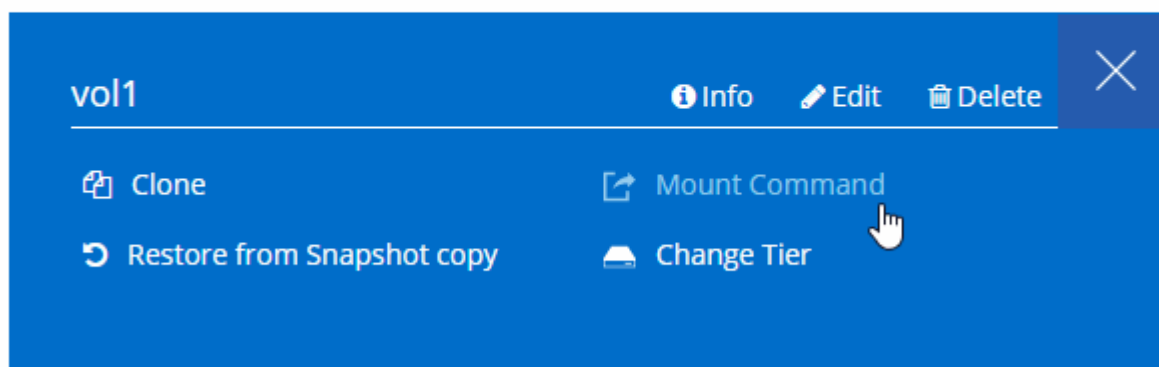 vol1
Info Edit Delete
Clone
Mount Command
Restore from Snapshot copy
Change Tier